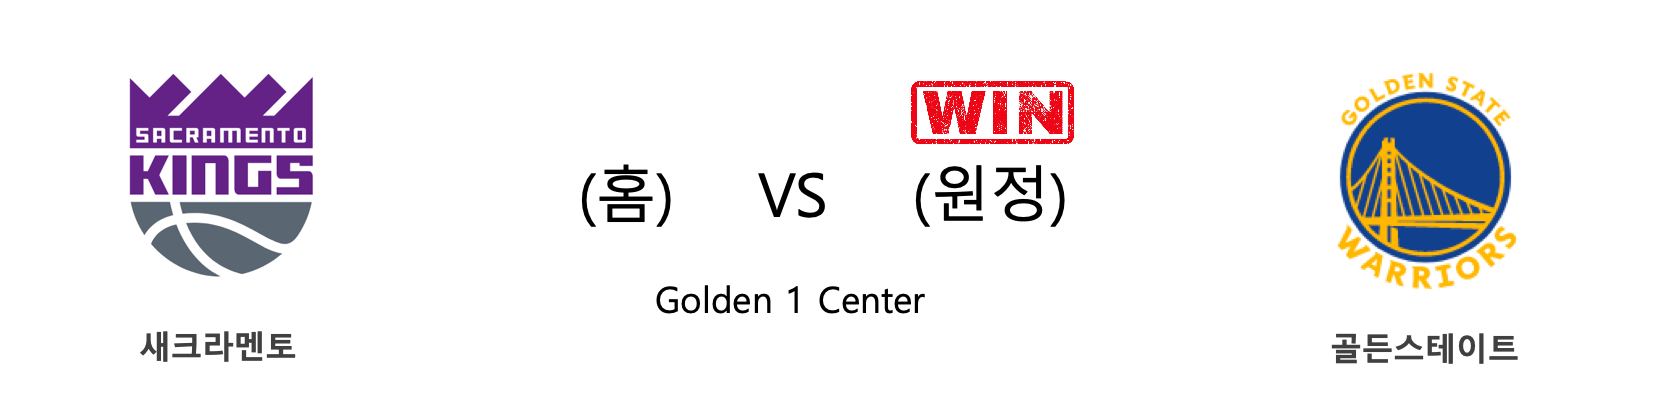 SACRAMENTO
KINGS
새크라멘토
WIN
(홈) VS (원정)
Golden 1 Center
GOLDEN STATE
WARRIORS
골든스테이트